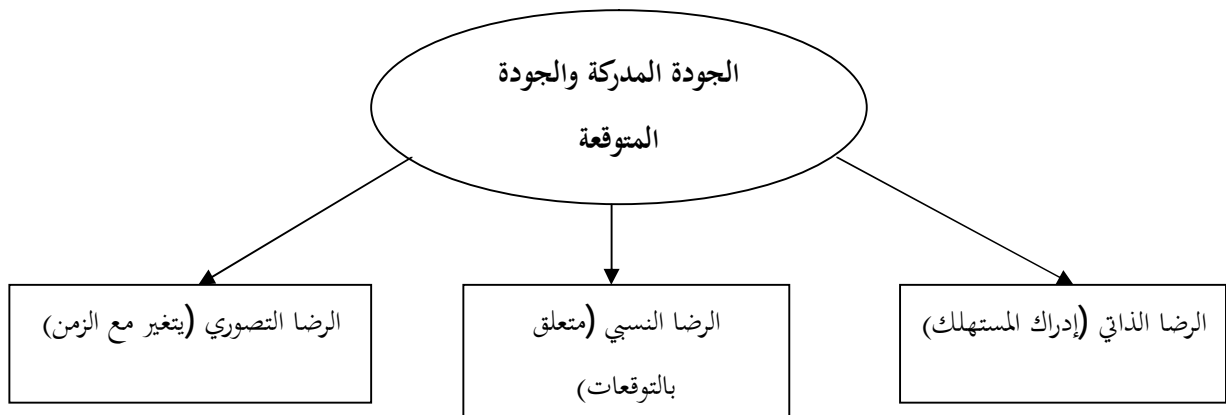 الجودة المدركة والجودة
المتوقعة
الرضا الذاتي (إدراك المستهلك)
الرضا النسبي (متعلق
بالتوقعات)
الرضا التصوري (يتغير مع الزمن)